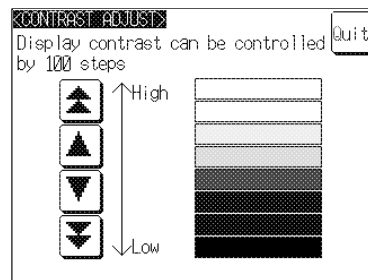 <CONTRAST ADJUST>
Display contrast can be controlled
by 100 steps
Quit
High
Low